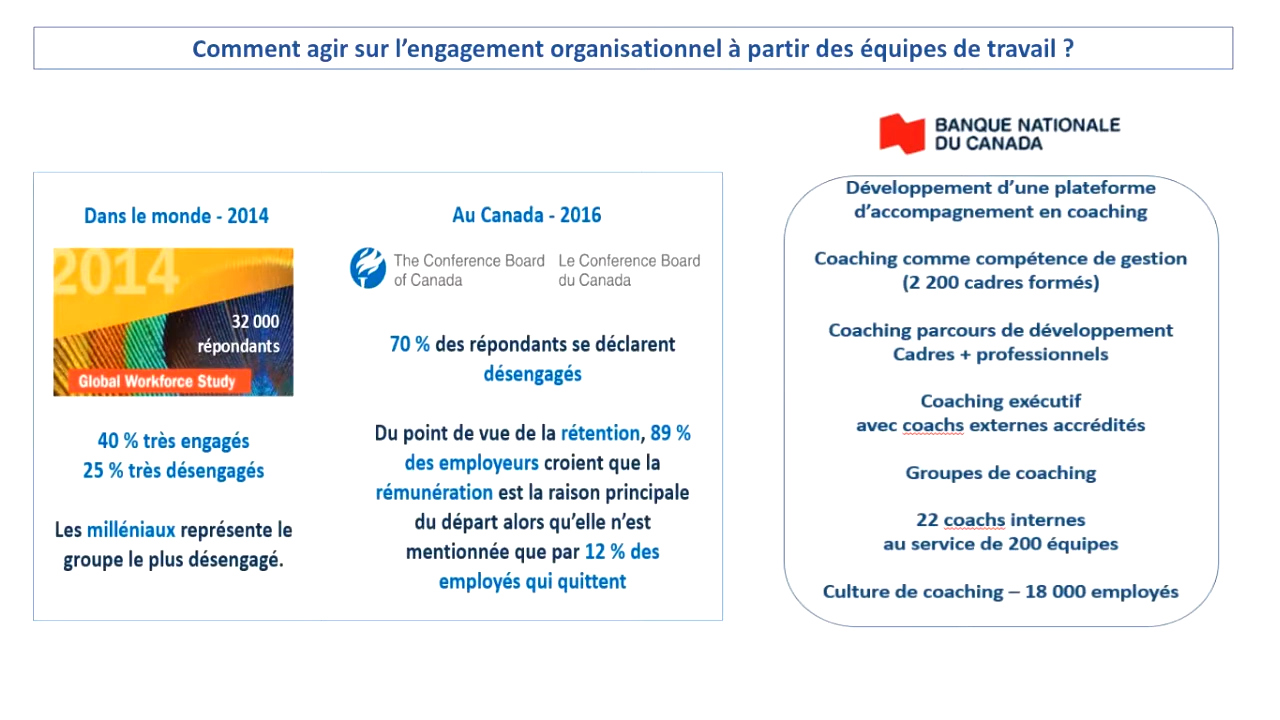 Comment agir sur l’engagement organisationnel à partir des équipes de travail ?
Dans le monde - 2014
2014
32 000
répondants
Global Workforce Study
40 % très engagés
25 % très désengagés
Les milléniaux représente le
groupe le plus désengagé.
Au Canada - 2016
The Conference Board
of Canada
Le Conference Board
du Canada
70 % des répondants se déclarent
désengagés
Du point de vue de la rétention, 89 %
des employeurs croient que la
rémunération est la raison principale
du départ alors qu’elle n’est
mentionnée que par 12 % des
employés qui quittent
BANQUE NATIONALE
DU CANADA
Développement d’une plateforme
d’accompagnement en coaching
Coaching comme compétence de gestion
(2 200 cadres formés)
Coaching parcours de développement
Cadres + professionnels
Coaching exécutif
avec coachs externes accrédités
Groupes de coaching
22 coachs internes
au service de 200 équipes
Culture de coaching – 18 000 employés